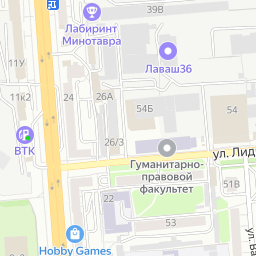 39В
Лабиринт
Минотавра
Лаваш36
11У
11к2
24
26А
54Б
54
ВТК
26/3
ул. Лид
Гуманитарно-
правовой
факультет
51В
22
53
Hobby Games